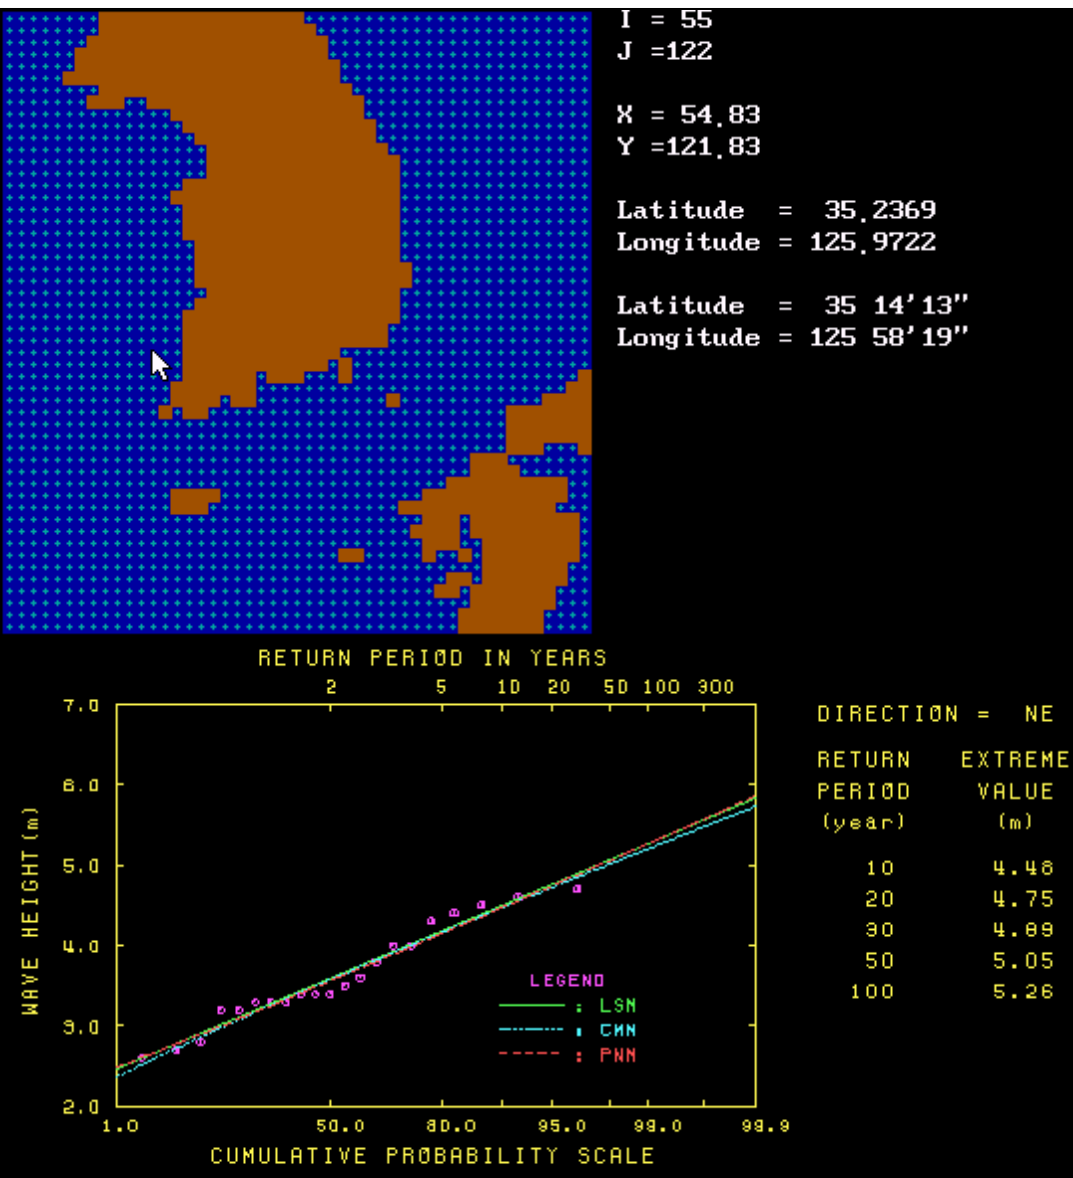 I = 55
J =122
X = 54.83
Y =121.83
Latitude = 35.2369
Longitude = 125.9722
Latitude = 35 14'13"
Longitude = 125 58'19"
RETURN PERIOD IN YEARS
2 5 10 20 50 100 300
7.0
6.0
5.0
4.0
3.0
2.0
WAVE HEIGHT(m)
LEGEND
: LSM
: CMM
: PWM
1.0 50.0 80.0 95.0 99.0 99.9
CUMULATIVE PROBABILITY SCALE
DIRECTION = NE
RETURN EXTREME
PERIOD VALUE
(year) (m)
10 4.48
20 4.75
30 4.89
50 5.05
100 5.26